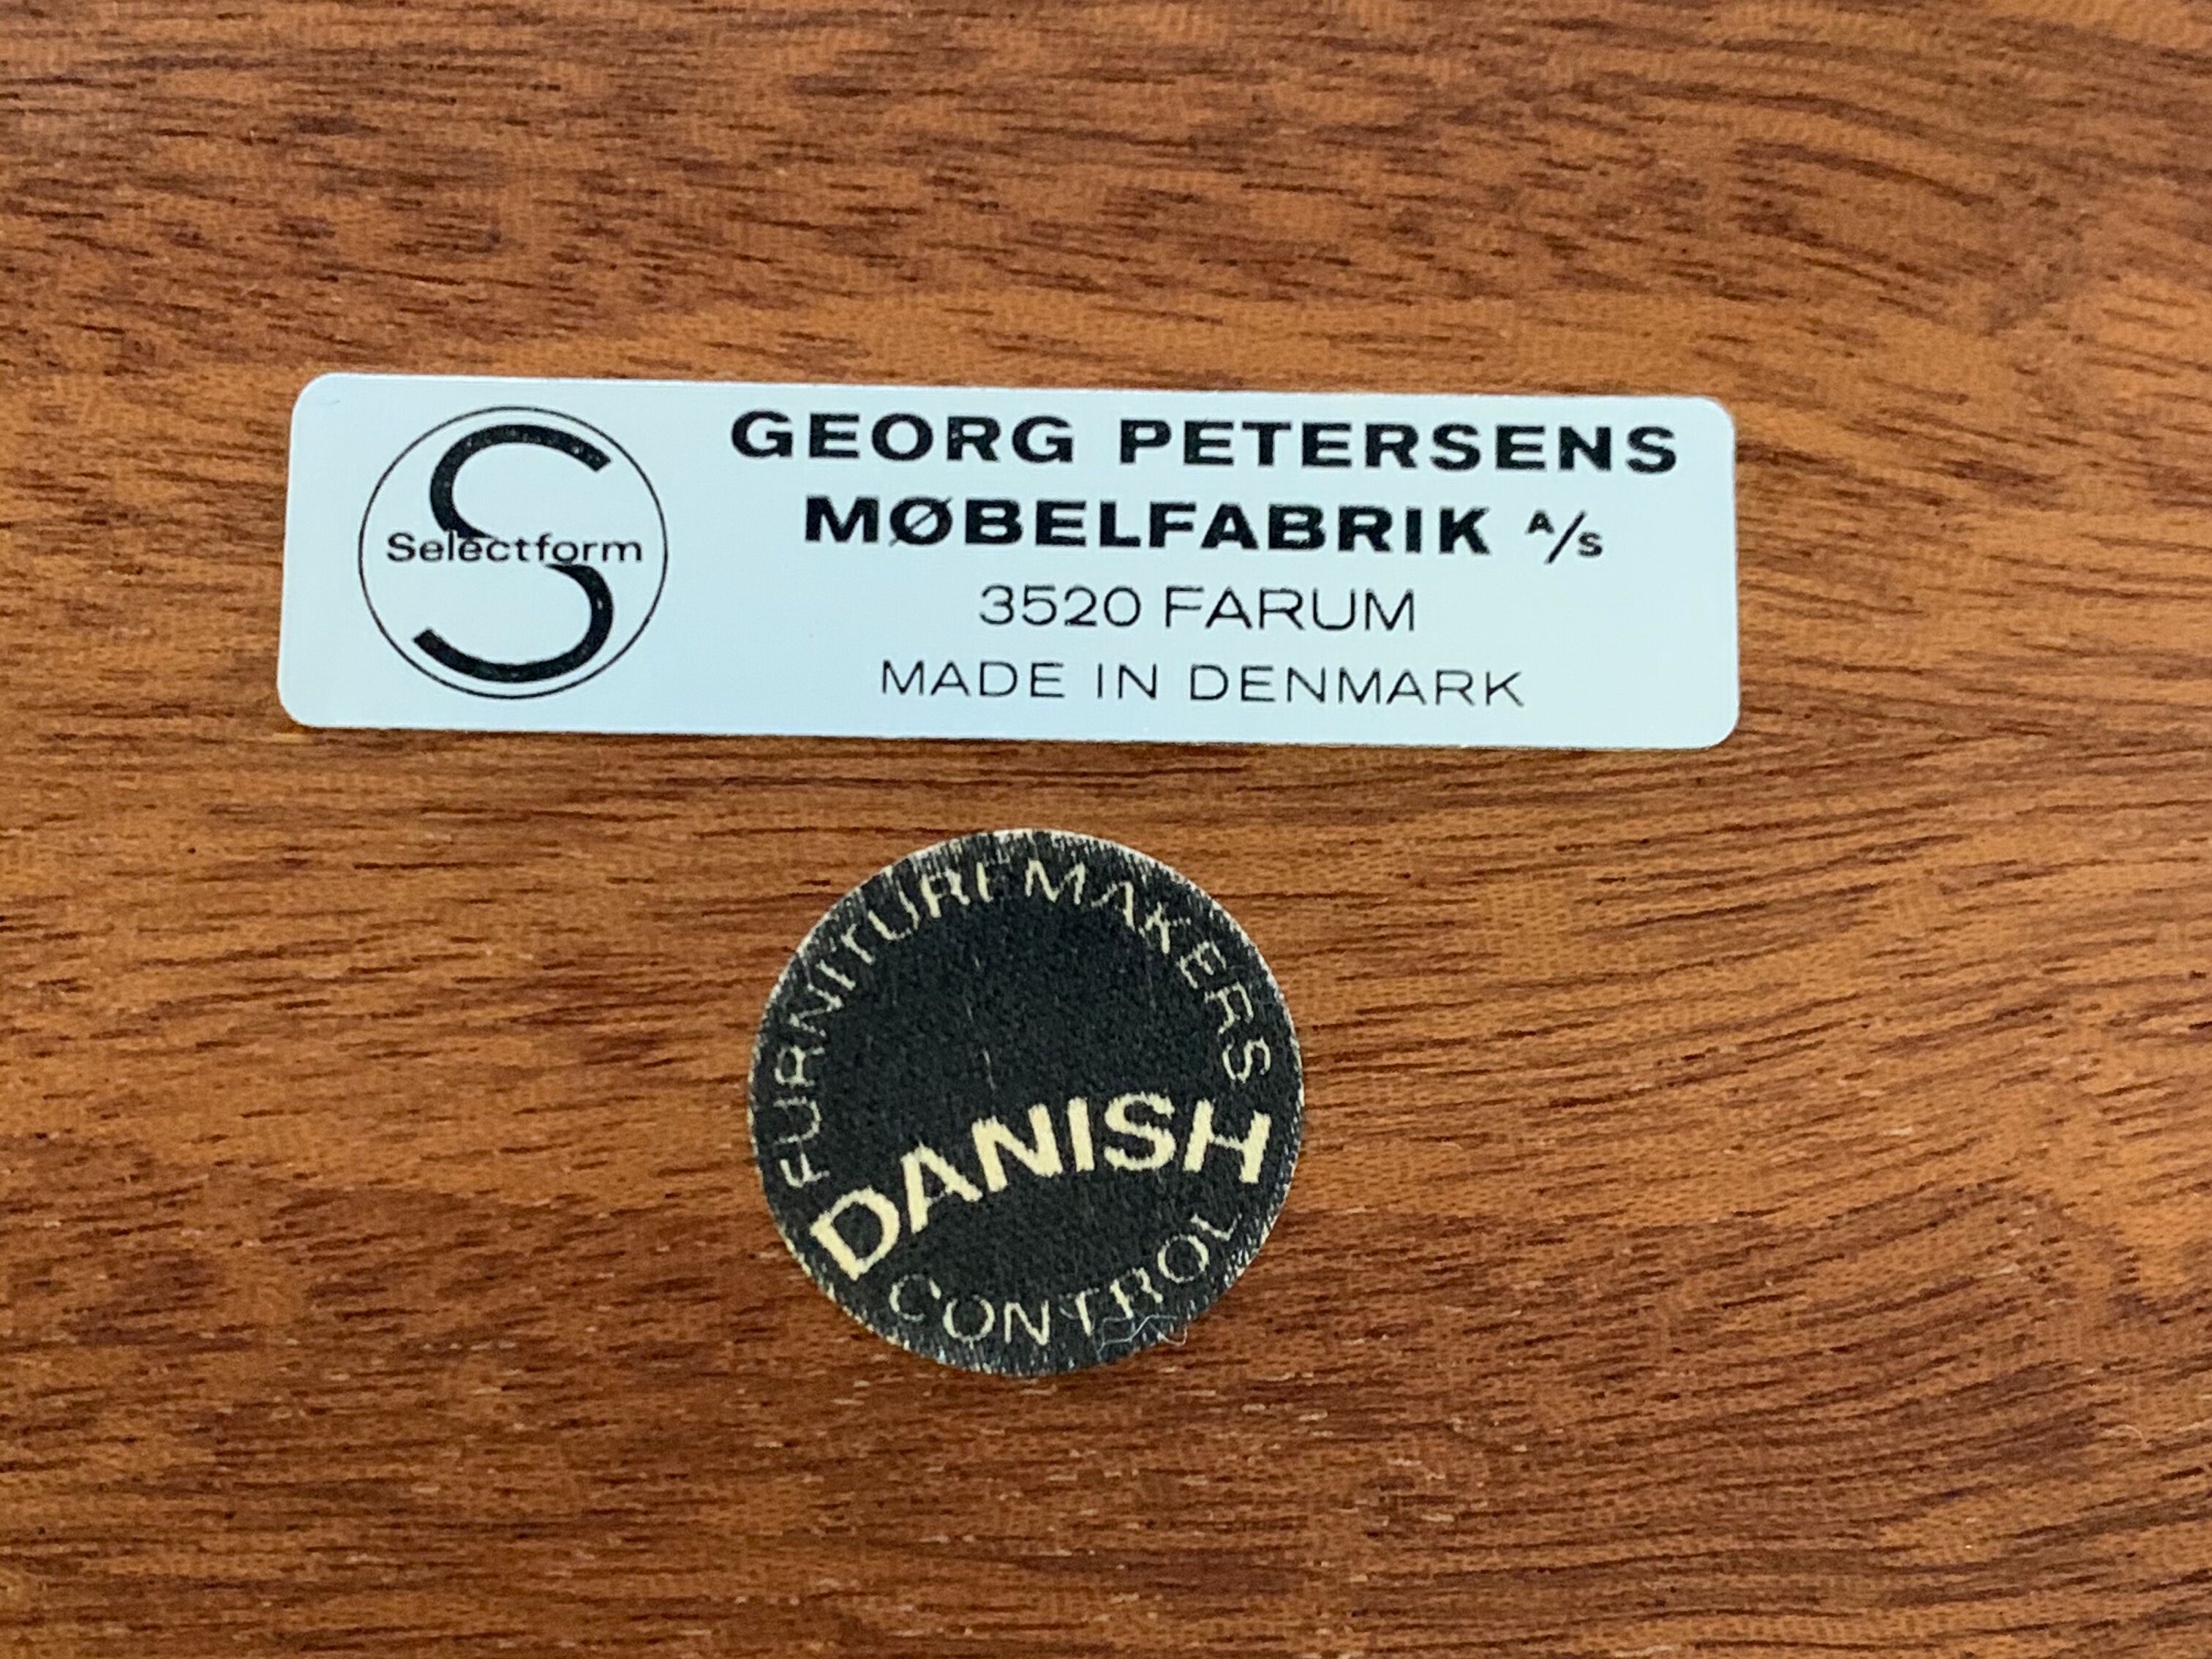 Selectform
GEORG PETERSENS
MØBELFABRIK A/S
3520 FARUM
MADE IN DENMARK
FURNITUREMAKERS
DANISH
CONTROL